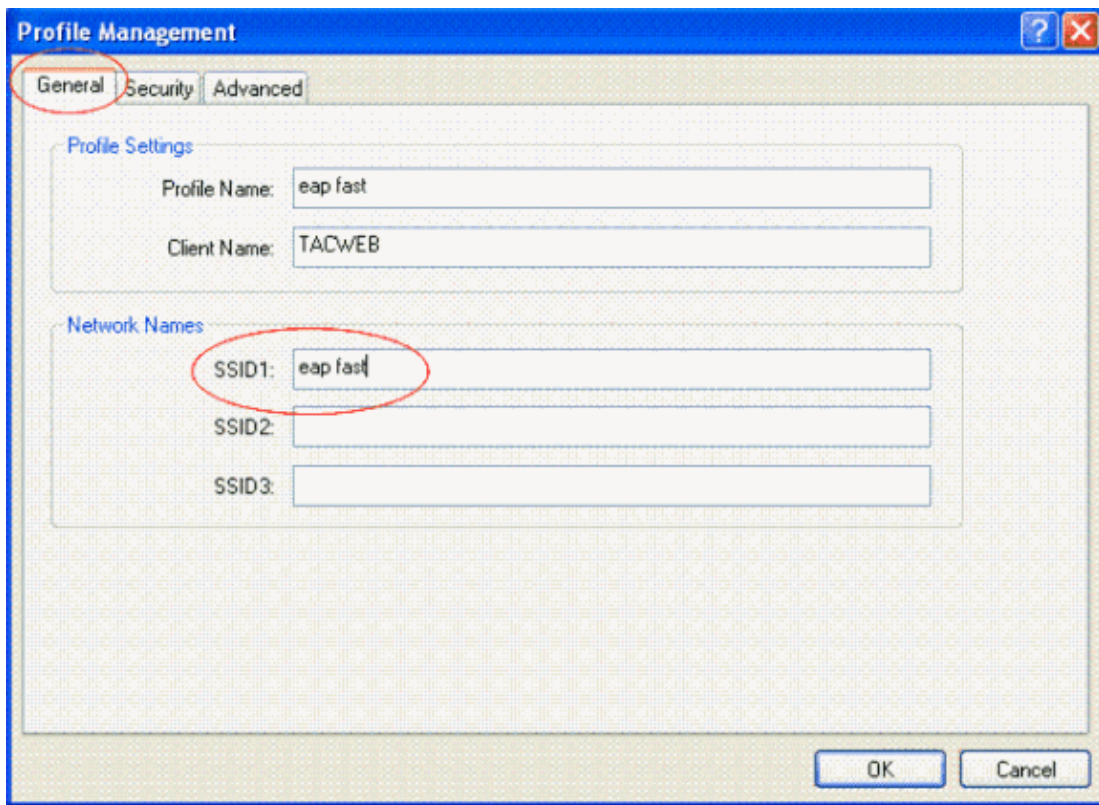 Profile Management
General Security Advanced
Profile Settings
Profile Name: eap fast
Client Name: TACWEB
Network Names
SSID1: eap fast
SSID2:
SSID3:
OK Cancel